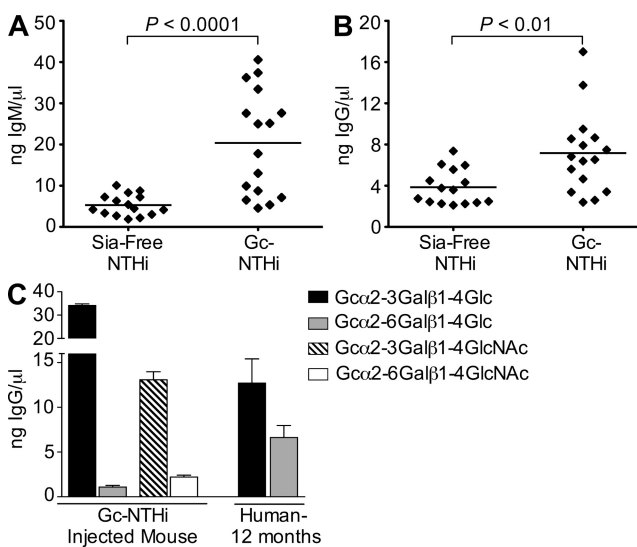 A
P < 0.0001
ng IgM/µl
50
40
30
20
10
0
Sia-Free
NTHi
Gc-
NTHi
B
P < 0.01
ng IgG/µl
16
12
8
4
0
Sia-Free
NTHi
Gc-
NTHi
C
ng IgG/µl
40
30
20
15
10
5
0
Gc-NTHi
Injected Mouse
Human-
12 months
Gcα2-3Galβ1-4Glc
Gcα2-6Galβ1-4Glc
Gcα2-3Galβ1-4GlcNAc
Gcα2-6Galβ1-4GlcNAc